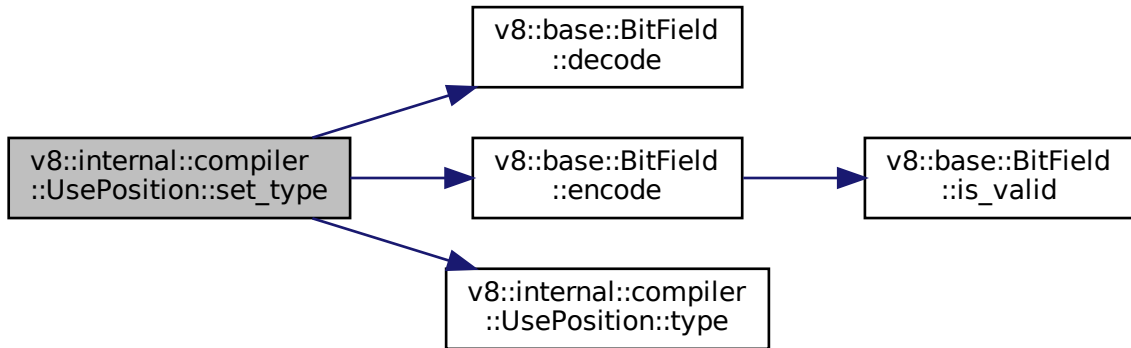 v8::internal::compiler
::UsePosition::set_type
v8::base::BitField
::decode
v8::base::BitField
::encode
v8::base::BitField
::is_valid
v8::internal::compiler
::UsePosition::type